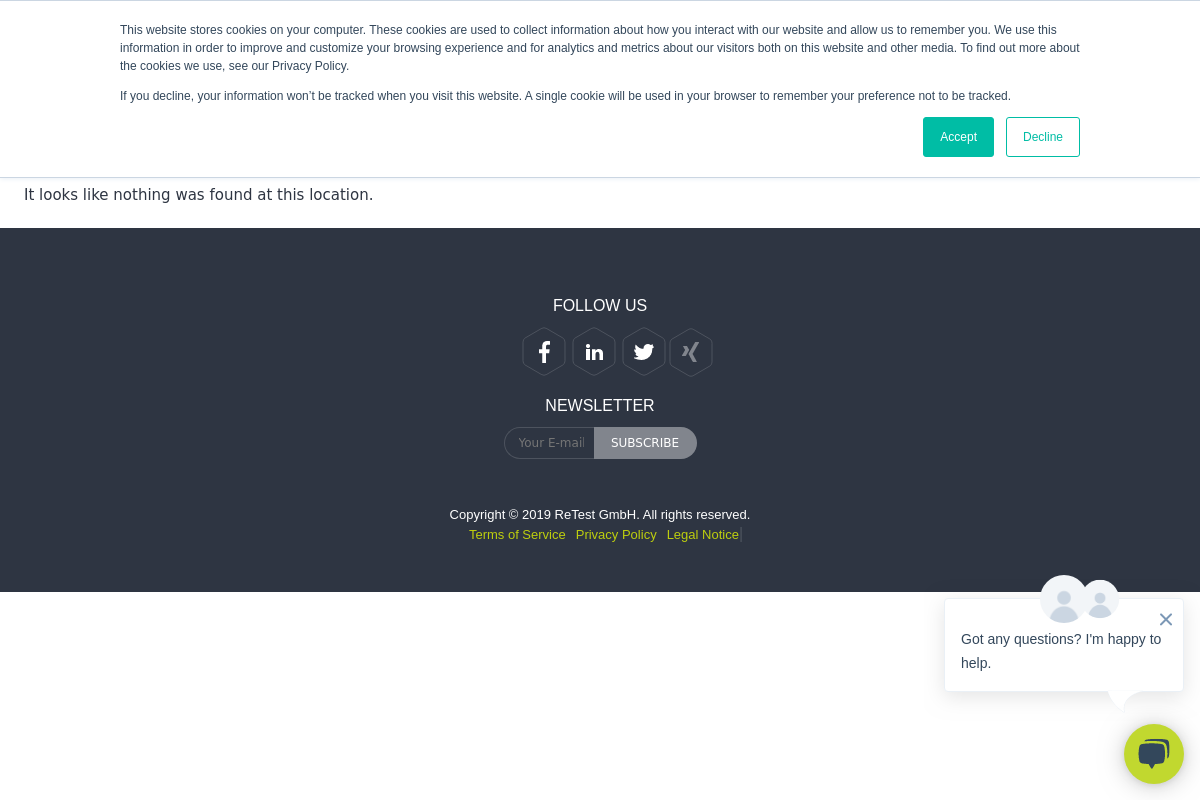 This website stores cookies on your computer. These cookies are used to collect information about how you interact with our website and allow us to remember you. We use this
information in order to improve and customize your browsing experience and for analytics and metrics about our visitors both on this website and other media. To find out more about
the cookies we use, see our Privacy Policy.
If you decline, your information won’t be tracked when you visit this website. A single cookie will be used in your browser to remember your preference not to be tracked.
Accept
Decline
It looks like nothing was found at this location.
FOLLOW US
NEWSLETTER
Your E-mail
SUBSCRIBE
Copyright © 2019 ReTest GmbH. All rights reserved.
Terms of Service Privacy Policy Legal Notice
Got any questions? I'm happy to
help.